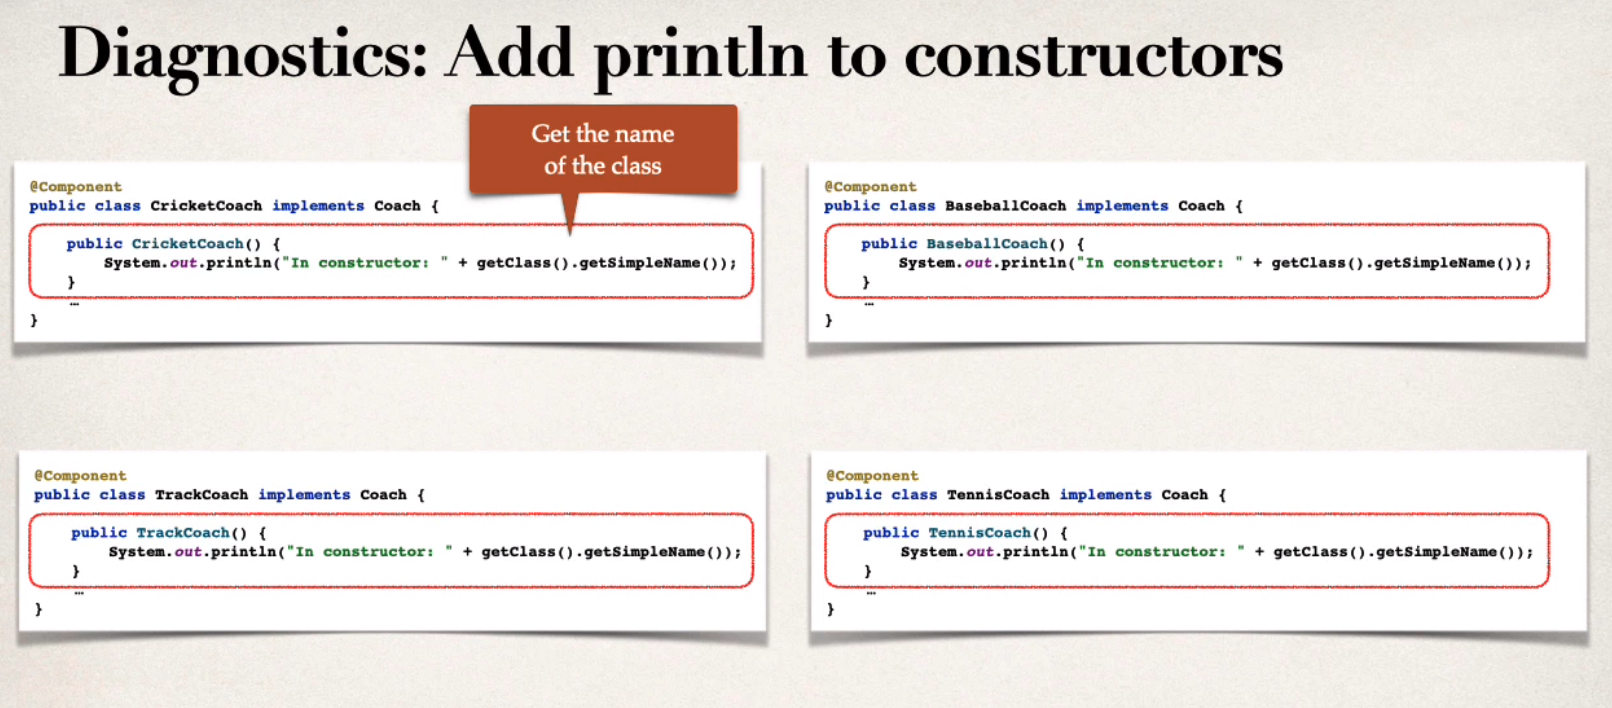 Diagnostics: Add println to constructors
Get the name
of the class
@Component
public class CricketCoach implements Coach {
public CricketCoach() {
System.out.println("In constructor: " + getClass().getSimpleName());
}
…
}
@Component
public class BaseballCoach implements Coach {
public BaseballCoach() {
System.out.println("In constructor: " + getClass().getSimpleName());
}
…
}
@Component
public class TrackCoach implements Coach {
public TrackCoach() {
System.out.println("In constructor: " + getClass().getSimpleName());
}
…
}
@Component
public class TennisCoach implements Coach {
public TennisCoach() {
System.out.println("In constructor: " + getClass().getSimpleName());
}
…
}